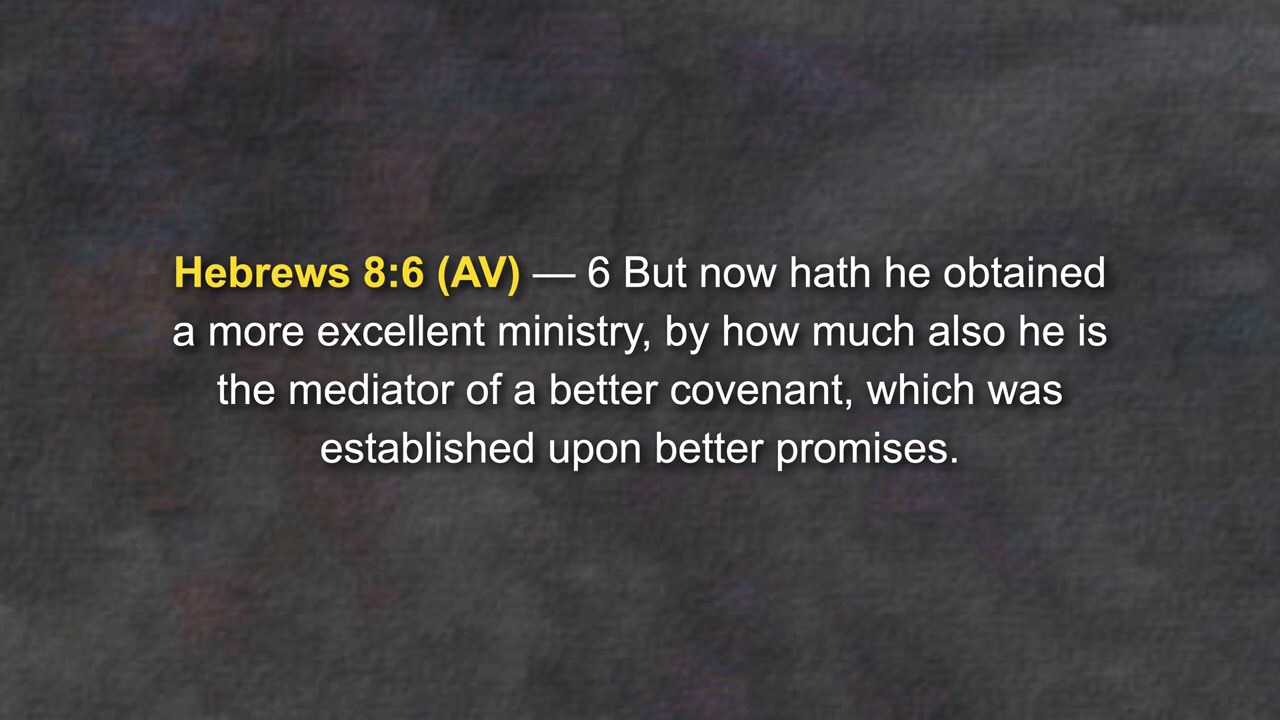 Hebrews 8:6 (AV) — 6 But now hath he obtained
a more excellent ministry, by how much also he is
the mediator of a better covenant, which was
established upon better promises.